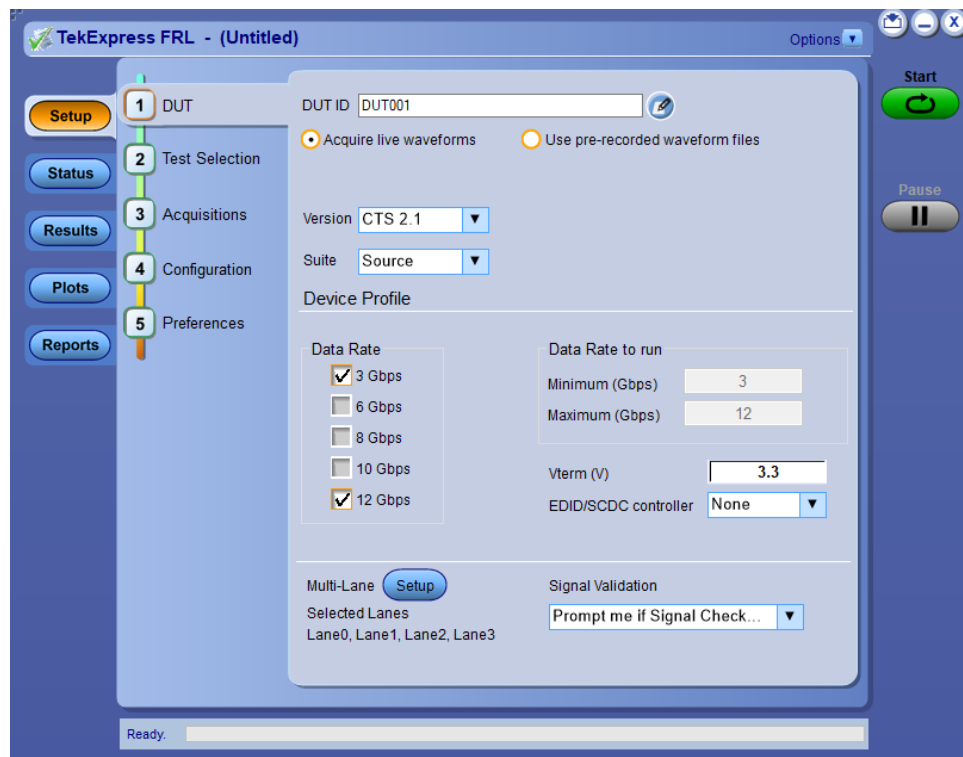 TekExpress FRL - (Untitled)
Options
Start
Pause
Setup
Status
Results
Plots
Reports
1 DUT
2 Test Selection
3 Acquisitions
4 Configuration
5 Preferences
DUT ID DUT001
Acquire live waveforms
Use pre-recorded waveform files
Version CTS 2.1
Suite Source
Device Profile
Data Rate
3 Gbps
6 Gbps
8 Gbps
10 Gbps
12 Gbps
Data Rate to run
Minimum (Gbps) 3
Maximum (Gbps) 12
Vterm (V) 3.3
EDID/SCDC controller None
Multi-Lane Setup
Selected Lanes
Lane0, Lane1, Lane2, Lane3
Signal Validation
Prompt me if Signal Check...
Ready.